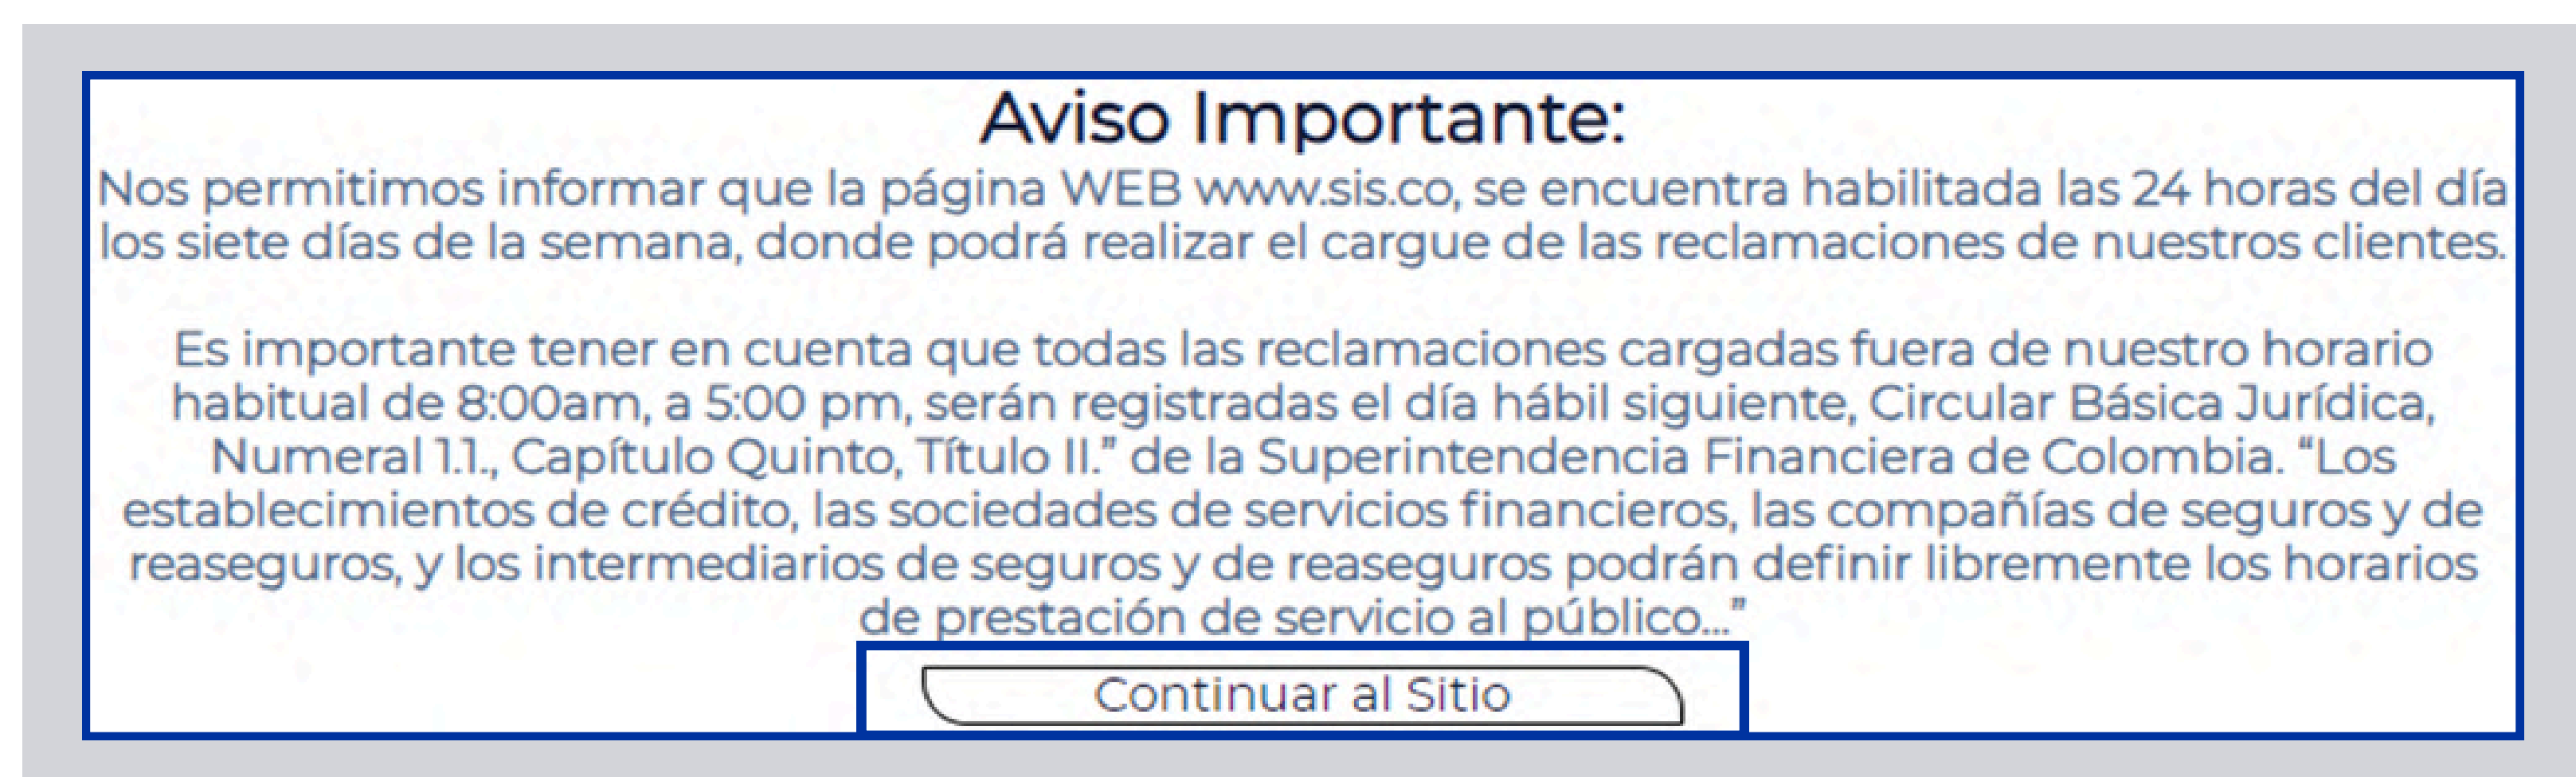 Aviso Importante:
Nos permitimos informar que la página WEB www.sis.co, se encuentra habilitada las 24 horas del día
los siete días de la semana, donde podrá realizar el cargue de las reclamaciones de nuestros clientes.
Es importante tener en cuenta que todas las reclamaciones cargadas fuera de nuestro horario
habitual de 8:00am, a 5:00 pm, serán registradas el día hábil siguiente, Circular Básica Jurídica,
Numeral 1.1., Capítulo Quinto, Título II.” de la Superintendencia Financiera de Colombia. “Los
establecimientos de crédito, las sociedades de servicios financieros, las compañías de seguros y de
reaseguros, y los intermediarios de seguros y de reaseguros podrán definir libremente los horarios
de prestación de servicio al público...”
Continuar al Sitio